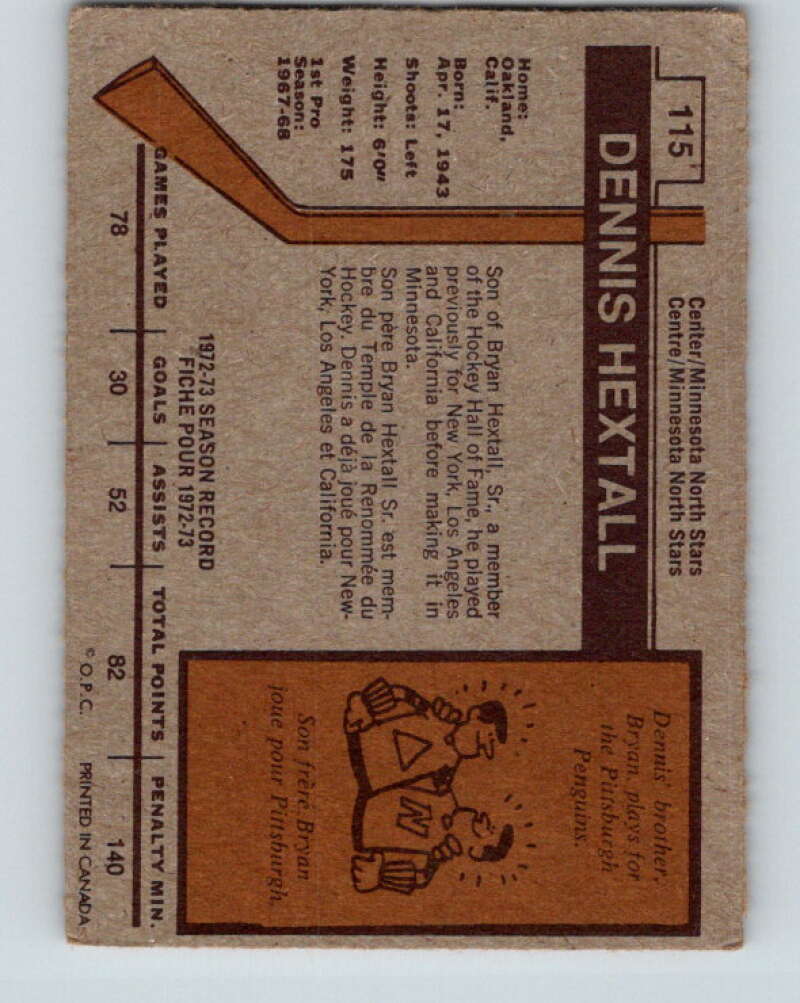 115
Center/Minnesota North Stars
Centre/Minnesota North Stars
DENNIS HEXTALL
Home:
Oakland,
Calif.
Born:
Apr. 17, 1943
Shoots: Left
Height: 6'0"
Weight: 175
1st Pro
Season:
1967-68
Son of Bryan Hextall, Sr., a member
of the Hockey Hall of Fame, he played
previously for New York, Los Angeles
and California before making it in
Minnesota.
Son père Bryan Hextall Sr. est mem-
bre du Temple de la Renommée du
Hockey. Dennis a déjà joué pour New-
York, Los Angeles et California.
Dennis' brother,
Bryan, plays for
the Pittsburgh
Penguins.
N
Son frère Bryan
joue pour Pittsburgh.
1972-73 SEASON RECORD
FICHE POUR 1972-73
GAMES PLAYED GOALS ASSISTS TOTAL POINTS PENALTY MIN.
78 30 52 82 140
© O.P.C. PRINTED IN CANADA